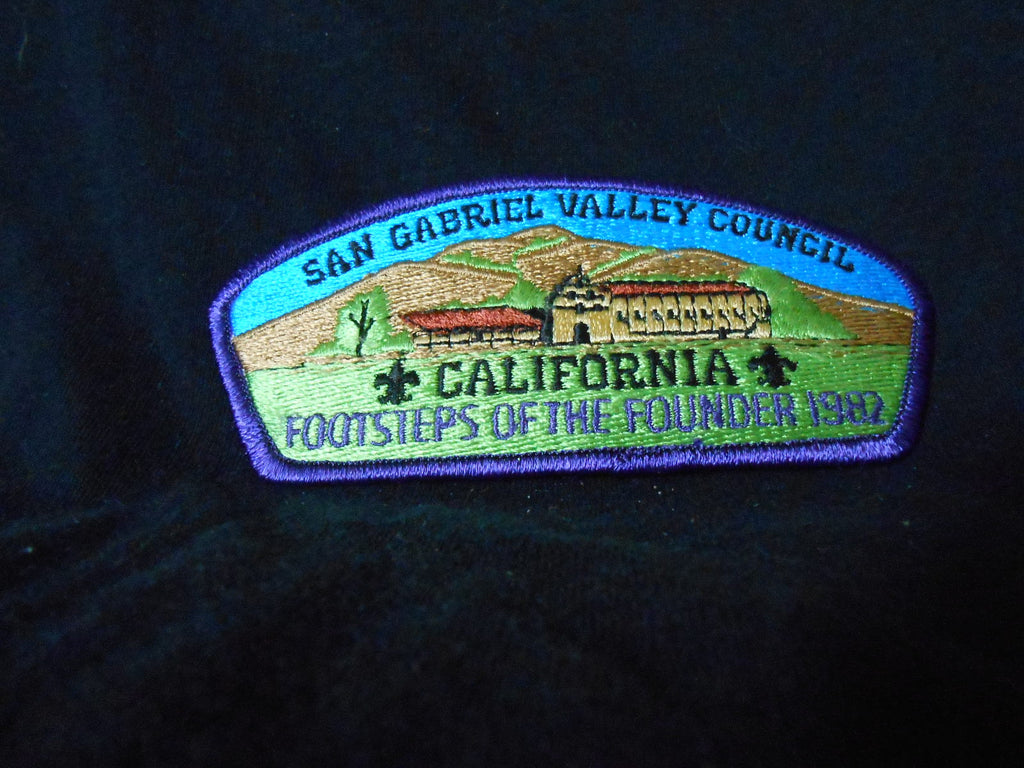 SAN GABRIEL VALLEY COUNCIL
CALIFORNIA
FOOTSTEPS OF THE FOUNDER 1982